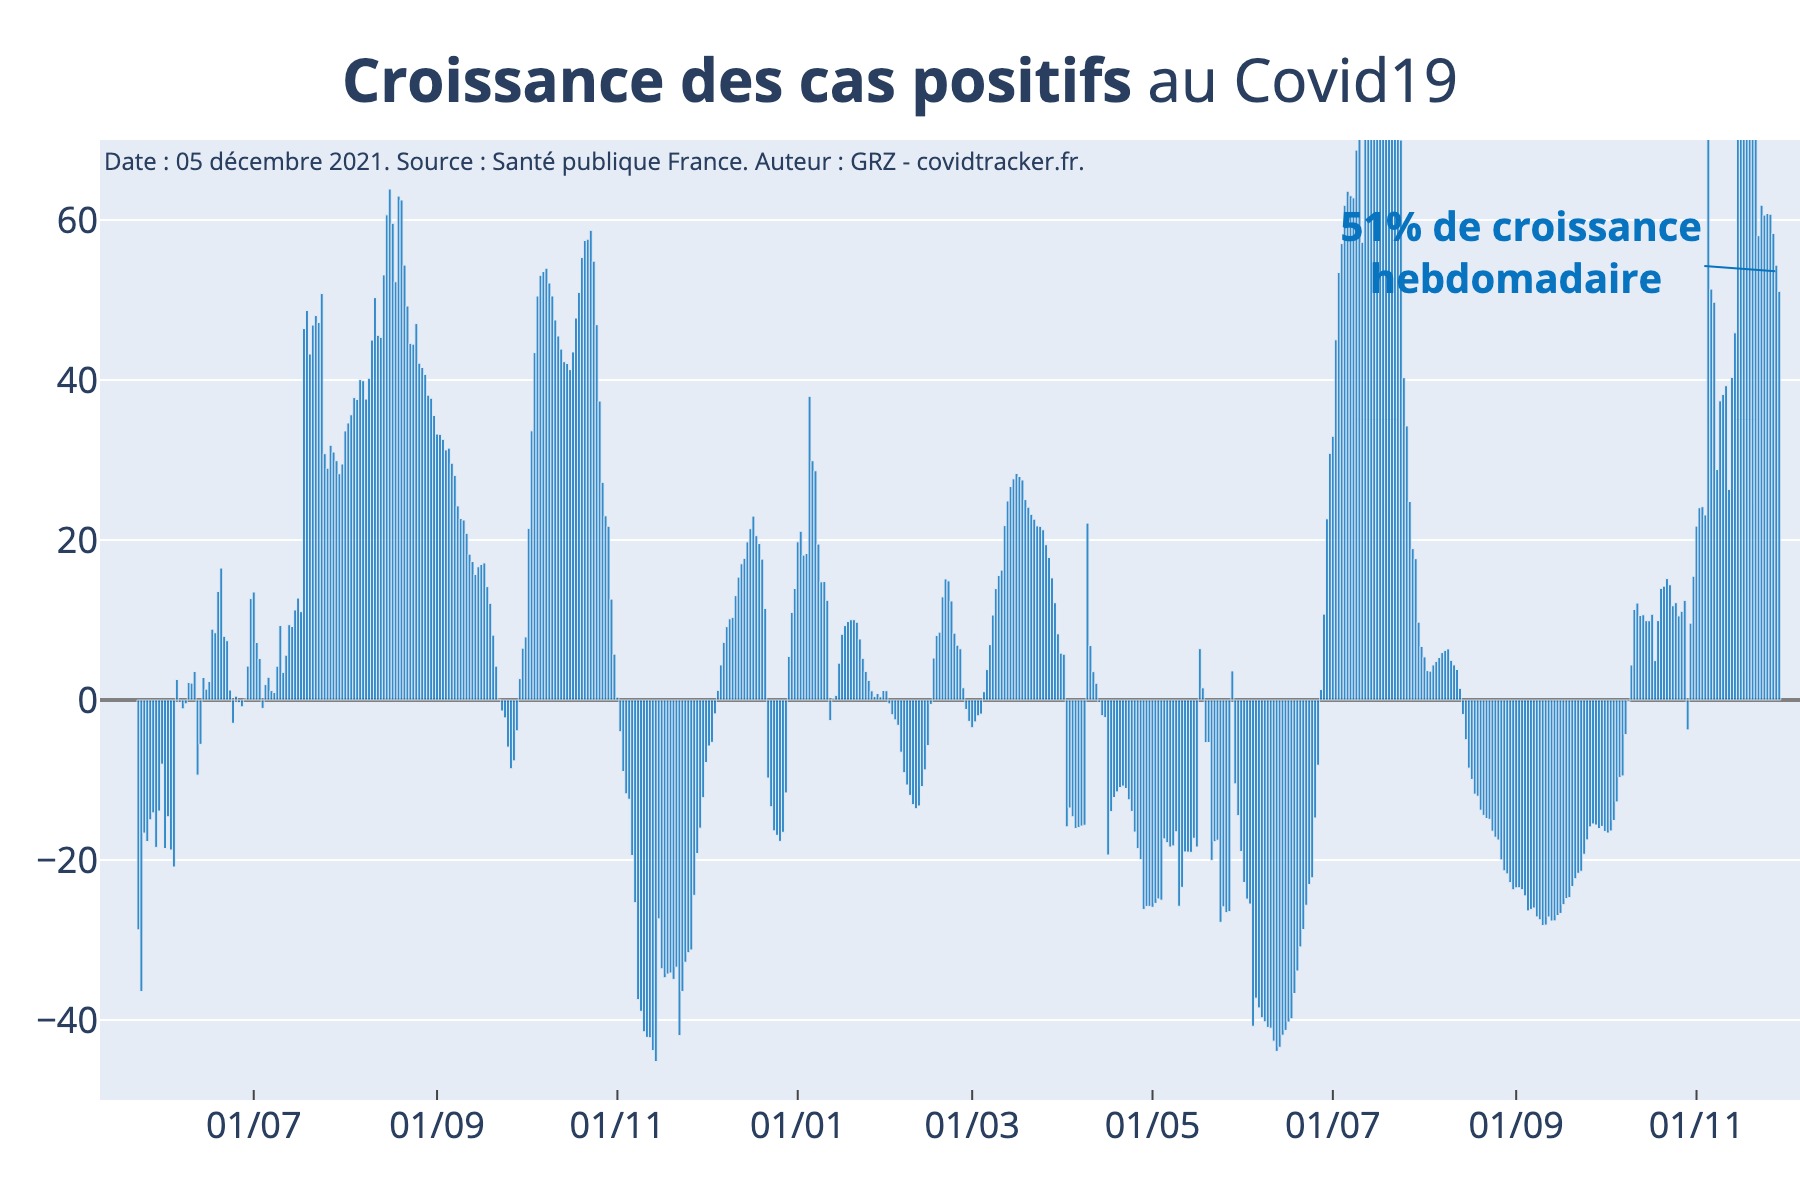 Croissance des cas positifs au Covid19
Date : 05 décembre 2021. Source : Santé publique France. Auteur : GRZ - covidtracker.fr.
60
51% de croissance
hebdomadaire
40
20
0
−20
−40
01/07 01/09 01/11 01/01 01/03 01/05 01/07 01/09 01/11